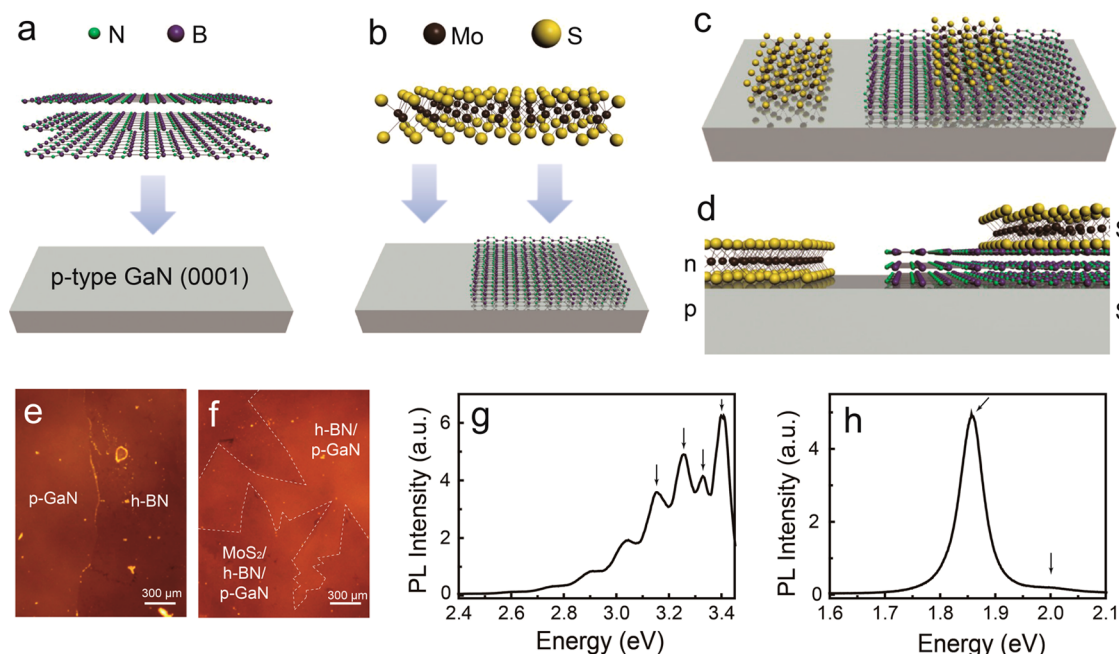 a
N
B
p-type GaN (0001)
b
Mo
S
c
d
n
p
S
S
e
p-GaN
h-BN
300 μm
f
h-BN/
p-GaN
MoS₂/
h-BN/
p-GaN
300 μm
g
PL Intensity (a.u.)
6
4
2
0
2.4
2.6
2.8
3.0
3.2
3.4
Energy (eV)
h
PL Intensity (a.u.)
4
2
0
1.6
1.7
1.8
1.9
2.0
2.1
Energy (eV)